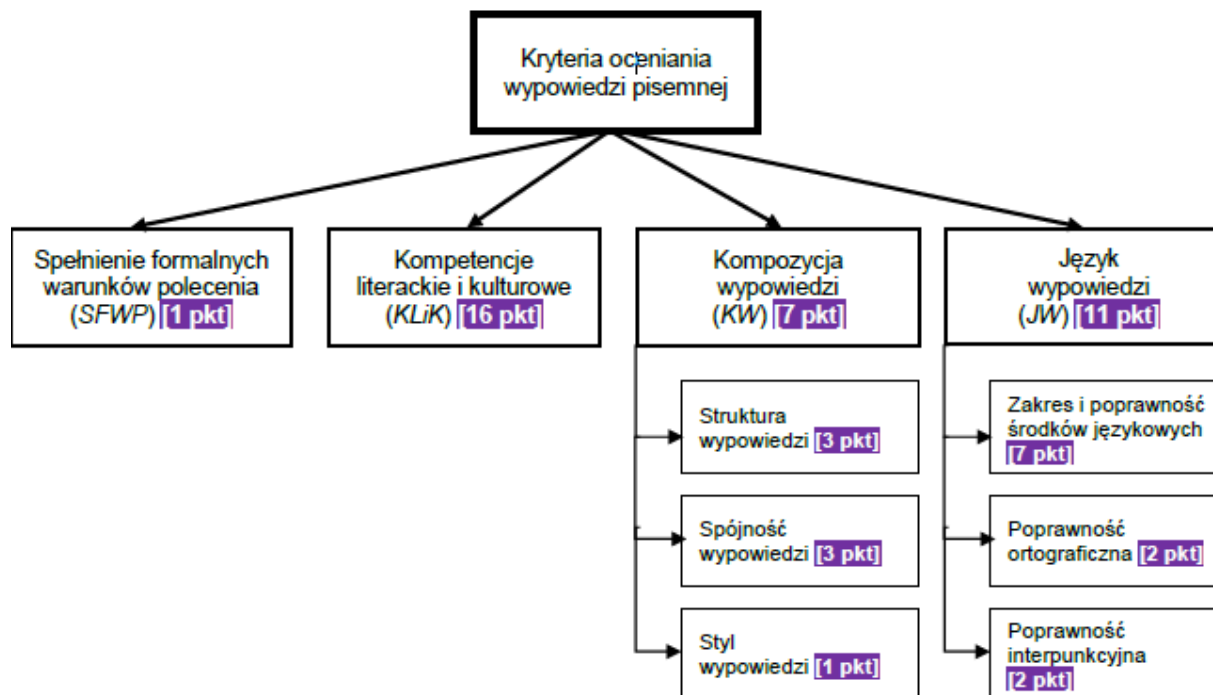 Kryteria oceniania
wypowiedzi pisemnej
Spełnienie formalnych
warunków polecenia
(SFWP) [1 pkt]
Kompetencje
literackie i kulturowe
(KLiK) [16 pkt]
Kompozycja
wypowiedzi
(KW) [7 pkt]
Język
wypowiedzi
(JW) [11 pkt]
Struktura
wypowiedzi [3 pkt]
Spójność
wypowiedzi [3 pkt]
Styl
wypowiedzi [1 pkt]
Zakres i poprawność
środków językowych
[7 pkt]
Poprawność
ortograficzna [2 pkt]
Poprawność
interpunkcyjna
[2 pkt]